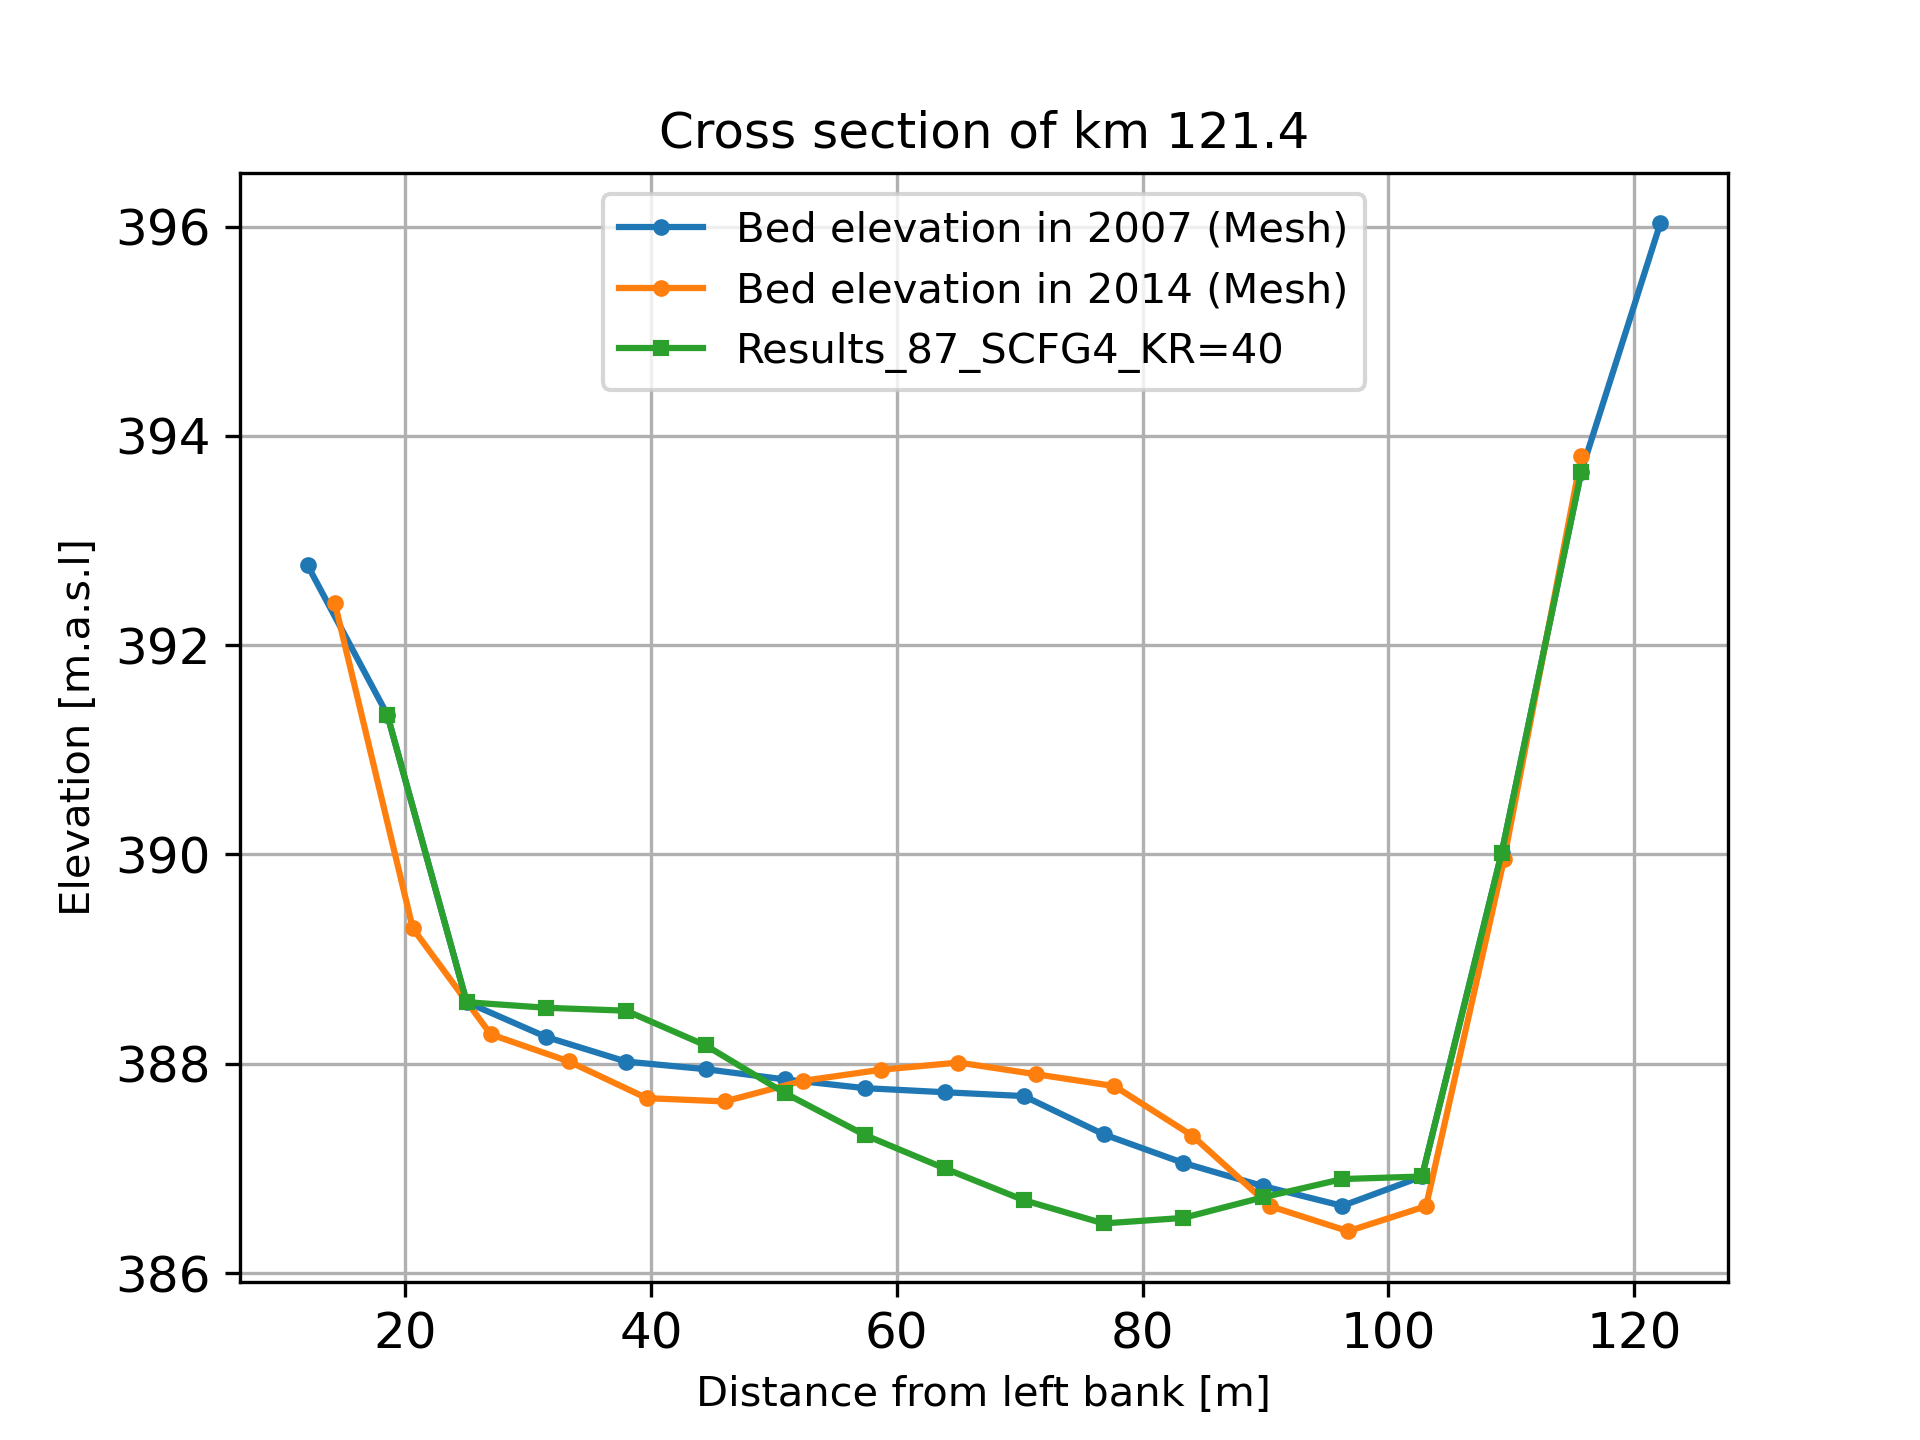 Cross section of km 121.4
Bed elevation in 2007 (Mesh)
Bed elevation in 2014 (Mesh)
Results_87_SCFG4_KR=40
396
394
392
390
388
386
Elevation [m.a.s.l]
20 40 60 80 100 120
Distance from left bank [m]